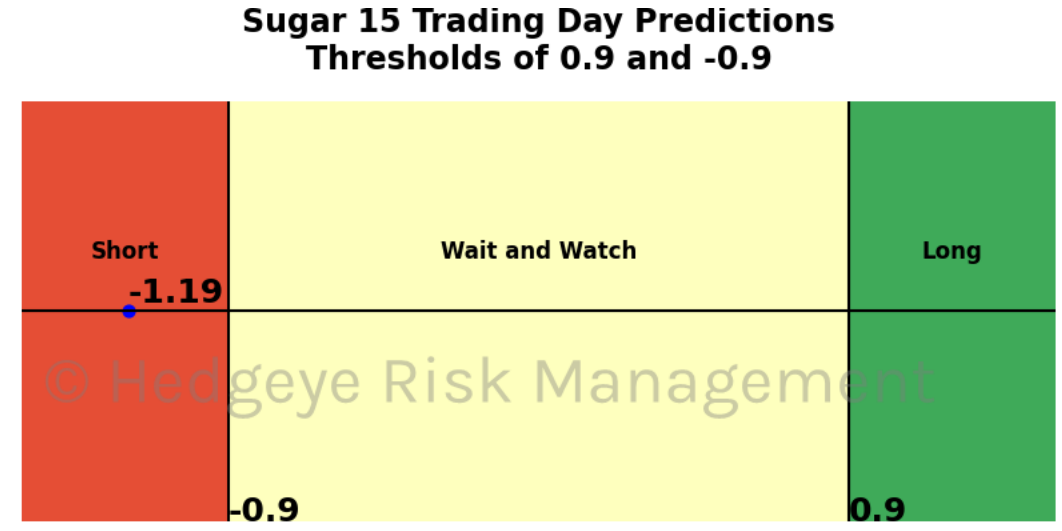 Sugar 15 Trading Day Predictions
Thresholds of 0.9 and -0.9
Short
Wait and Watch
Long
-1.19
© Hedgeye Risk Management
-0.9
0.9